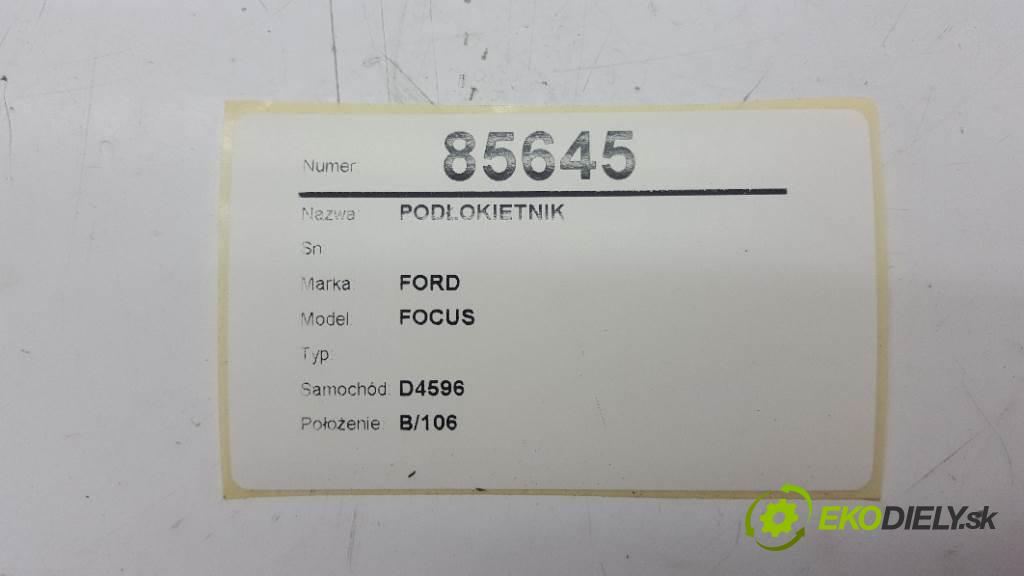 Numer: 85645
Nazwa: PODŁOKIETNIK
Sn
Marka: FORD
Model: FOCUS
Typ:
Samochód: D4596
Położenie: B/106
EKODIELY.sk